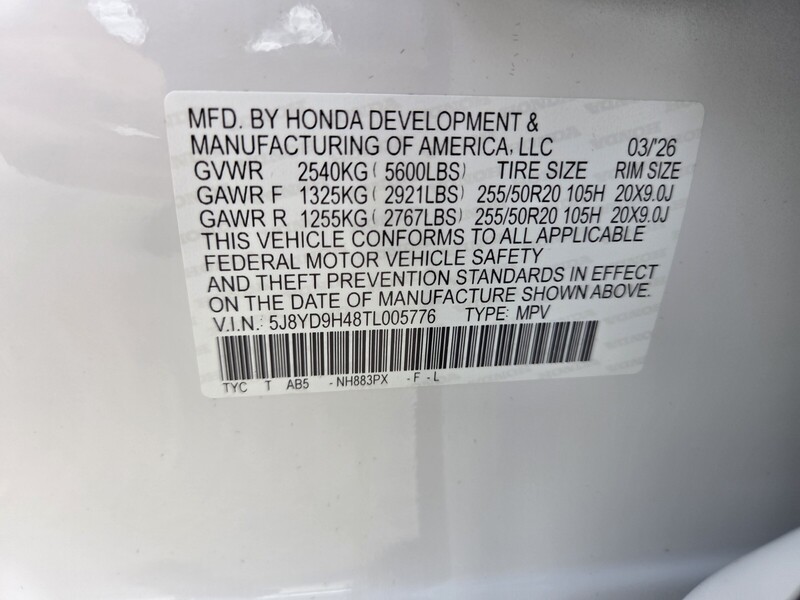 MFD. BY HONDA DEVELOPMENT &
MANUFACTURING OF AMERICA, LLC 03/'26
GVWR 2540KG ( 5600LBS) TIRE SIZE RIM SIZE
GAWR F 1325KG ( 2921LBS) 255/50R20 105H 20X9.0J
GAWR R 1255KG ( 2767LBS) 255/50R20 105H 20X9.0J
THIS VEHICLE CONFORMS TO ALL APPLICABLE
FEDERAL MOTOR VEHICLE SAFETY
AND THEFT PREVENTION STANDARDS IN EFFECT
ON THE DATE OF MANUFACTURE SHOWN ABOVE.
V.I.N.: 5J8YD9H48TL005776 TYPE: MPV
TYC T AB5 -NH883PX -F-L